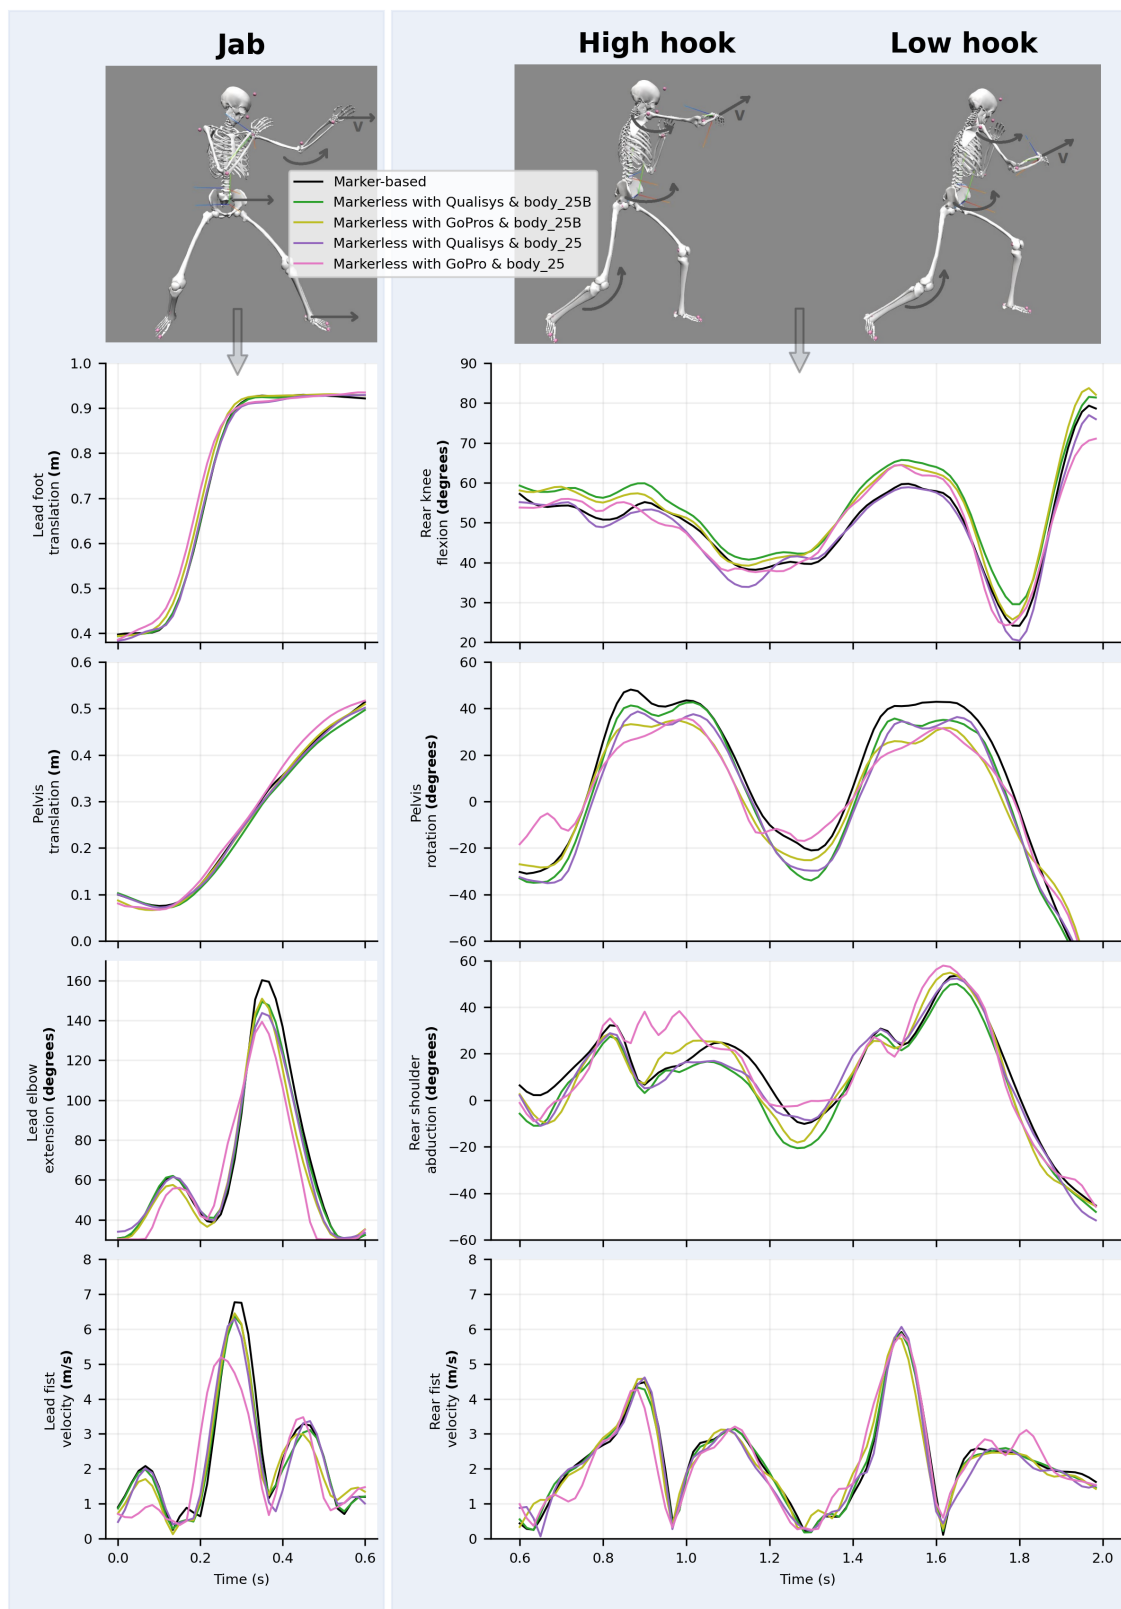 Jab
High hook
Low hook
v
v
v
Marker-based
Markerless with Qualisys & body_25B
Markerless with GoPros & body_25B
Markerless with Qualisys & body_25
Markerless with GoPro & body_25
Lead foot
translation (m)
1.0
0.9
0.8
0.7
0.6
0.5
0.4
Rear knee
flexion (degrees)
90
80
70
60
50
40
30
20
Pelvis
translation (m)
0.6
0.5
0.4
0.3
0.2
0.1
0.0
Pelvis
rotation (degrees)
60
40
20
0
−20
−40
−60
Lead elbow
extension (degrees)
160
140
120
100
80
60
40
Rear shoulder
abduction (degrees)
60
40
20
0
−20
−40
−60
Lead fist
velocity (m/s)
8
7
6
5
4
3
2
1
0
0.0 0.2 0.4 0.6
Time (s)
Rear fist
velocity (m/s)
8
7
6
5
4
3
2
1
0
0.6 0.8 1.0 1.2 1.4 1.6 1.8 2.0
Time (s)